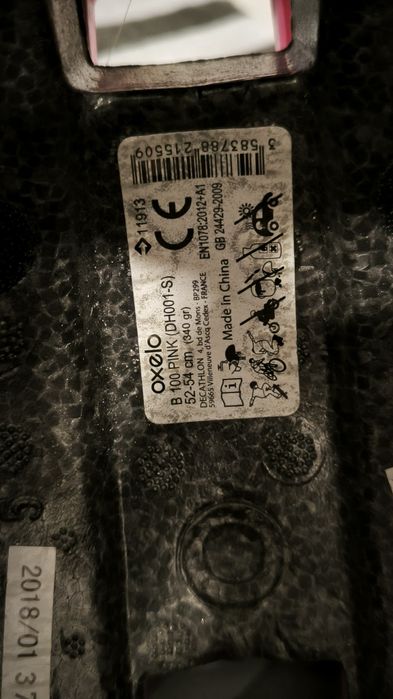 oxelo
B 100 PINK (DH001-S)
52-54 cm (340 gr)
DECATHLON 4, bd de Mons - BP299
59665 Villeneuve d'Ascq Cedex - FRANCE
Made In China
11913
CE
EN1078:2012+A1
GB 24429-2009
3 583788 215509
2018/01 37